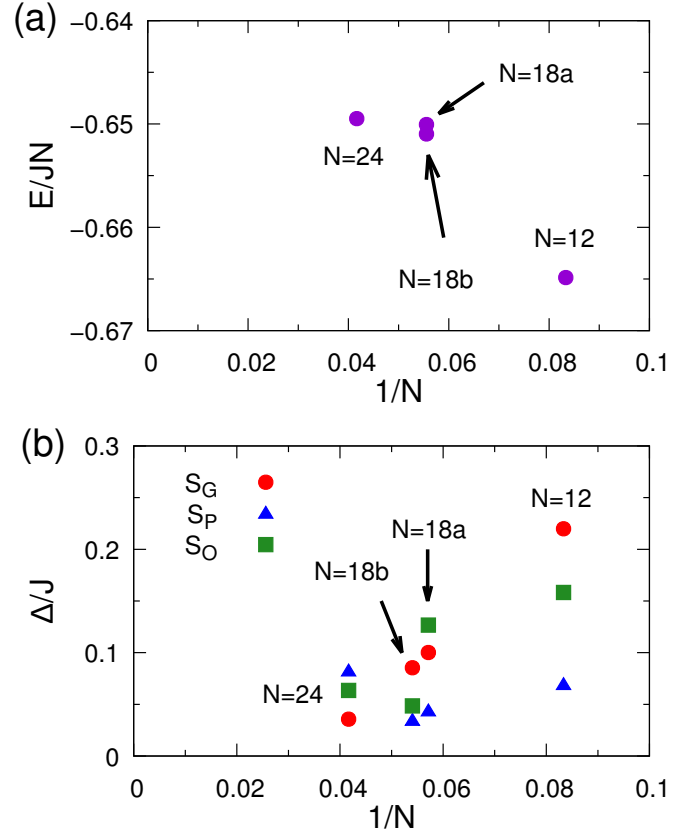 (a)
−0.64
−0.65
−0.66
−0.67
E/JN
N=18a
N=24
N=12
N=18b
0 0.02 0.04 0.06 0.08 0.1
1/N
(b)
0.3
0.2
0.1
0
Δ/J
S_G
S_P
S_O
N=12
N=18a
N=18b
N=24
0 0.02 0.04 0.06 0.08 0.1
1/N